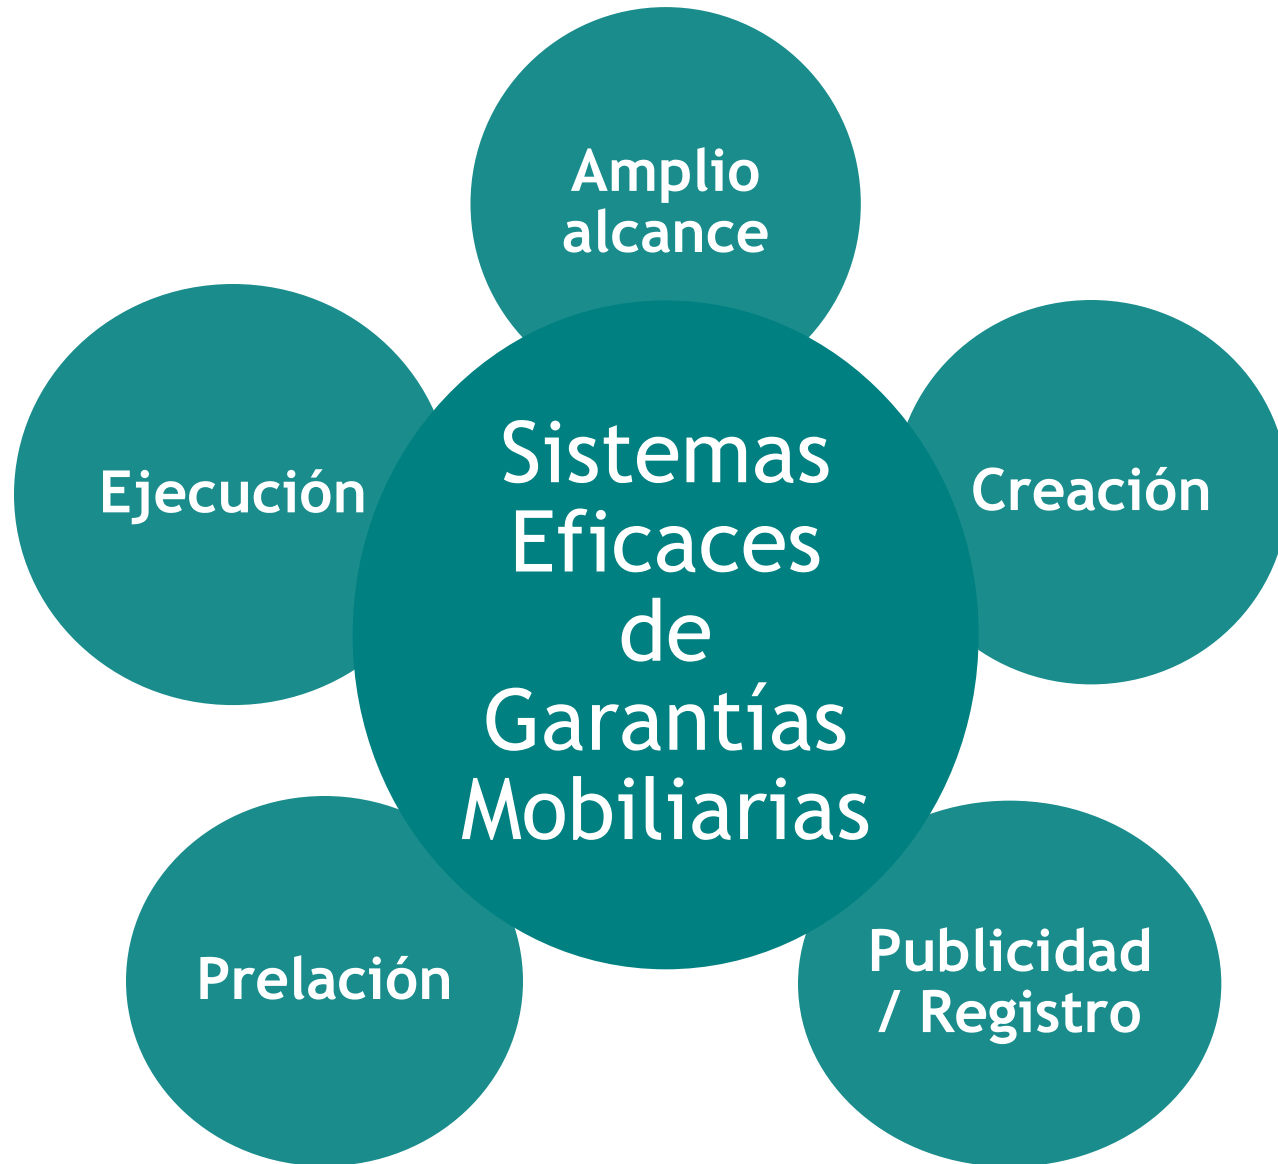 Amplio
alcance
Ejecución
Sistemas
Eficaces
de
Garantías
Mobiliarias
Creación
Prelación
Publicidad
/ Registro